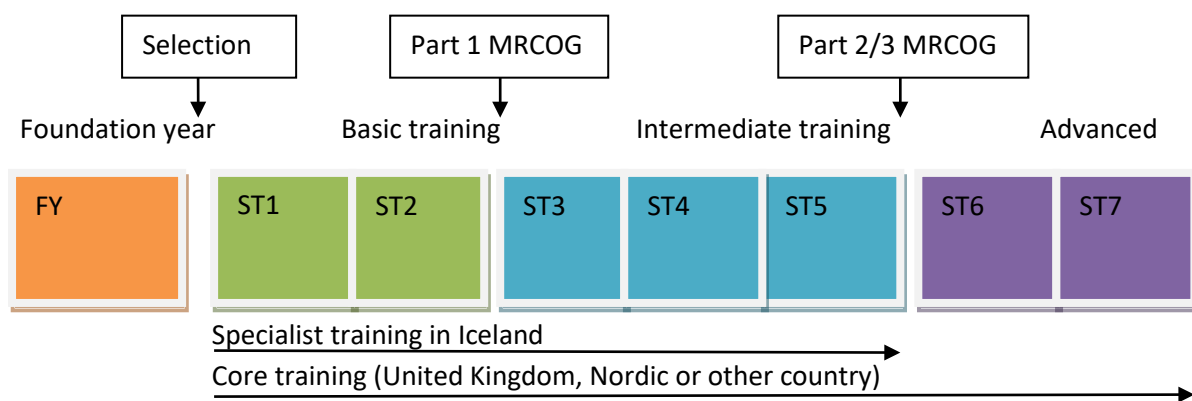 Selection Part 1 MRCOG Part 2/3 MRCOG
Foundation year Basic training Intermediate training Advanced
FY ST1 ST2 ST3 ST4 ST5 ST6 ST7
Specialist training in Iceland
Core training (United Kingdom, Nordic or other country)